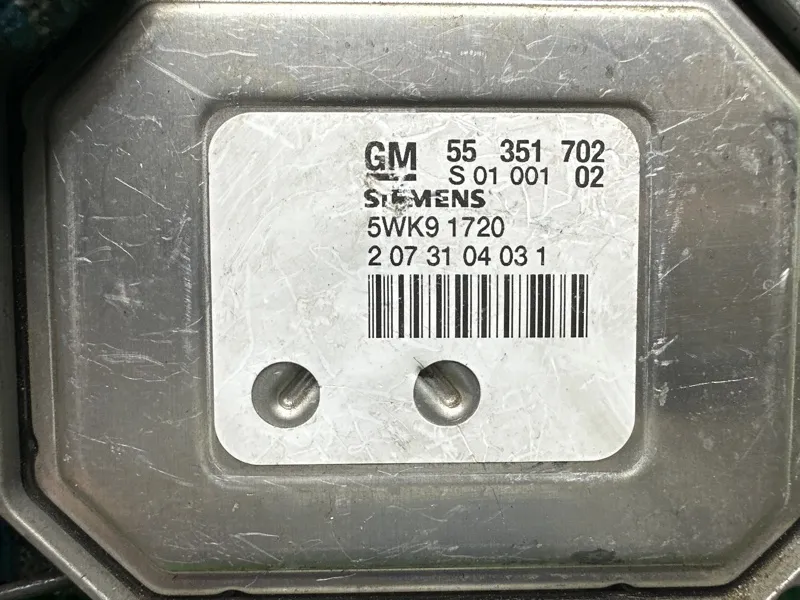 GM 55 351 702
S 01 001 02
SIEMENS
5WK9 1720
2 07 31 04 03 1